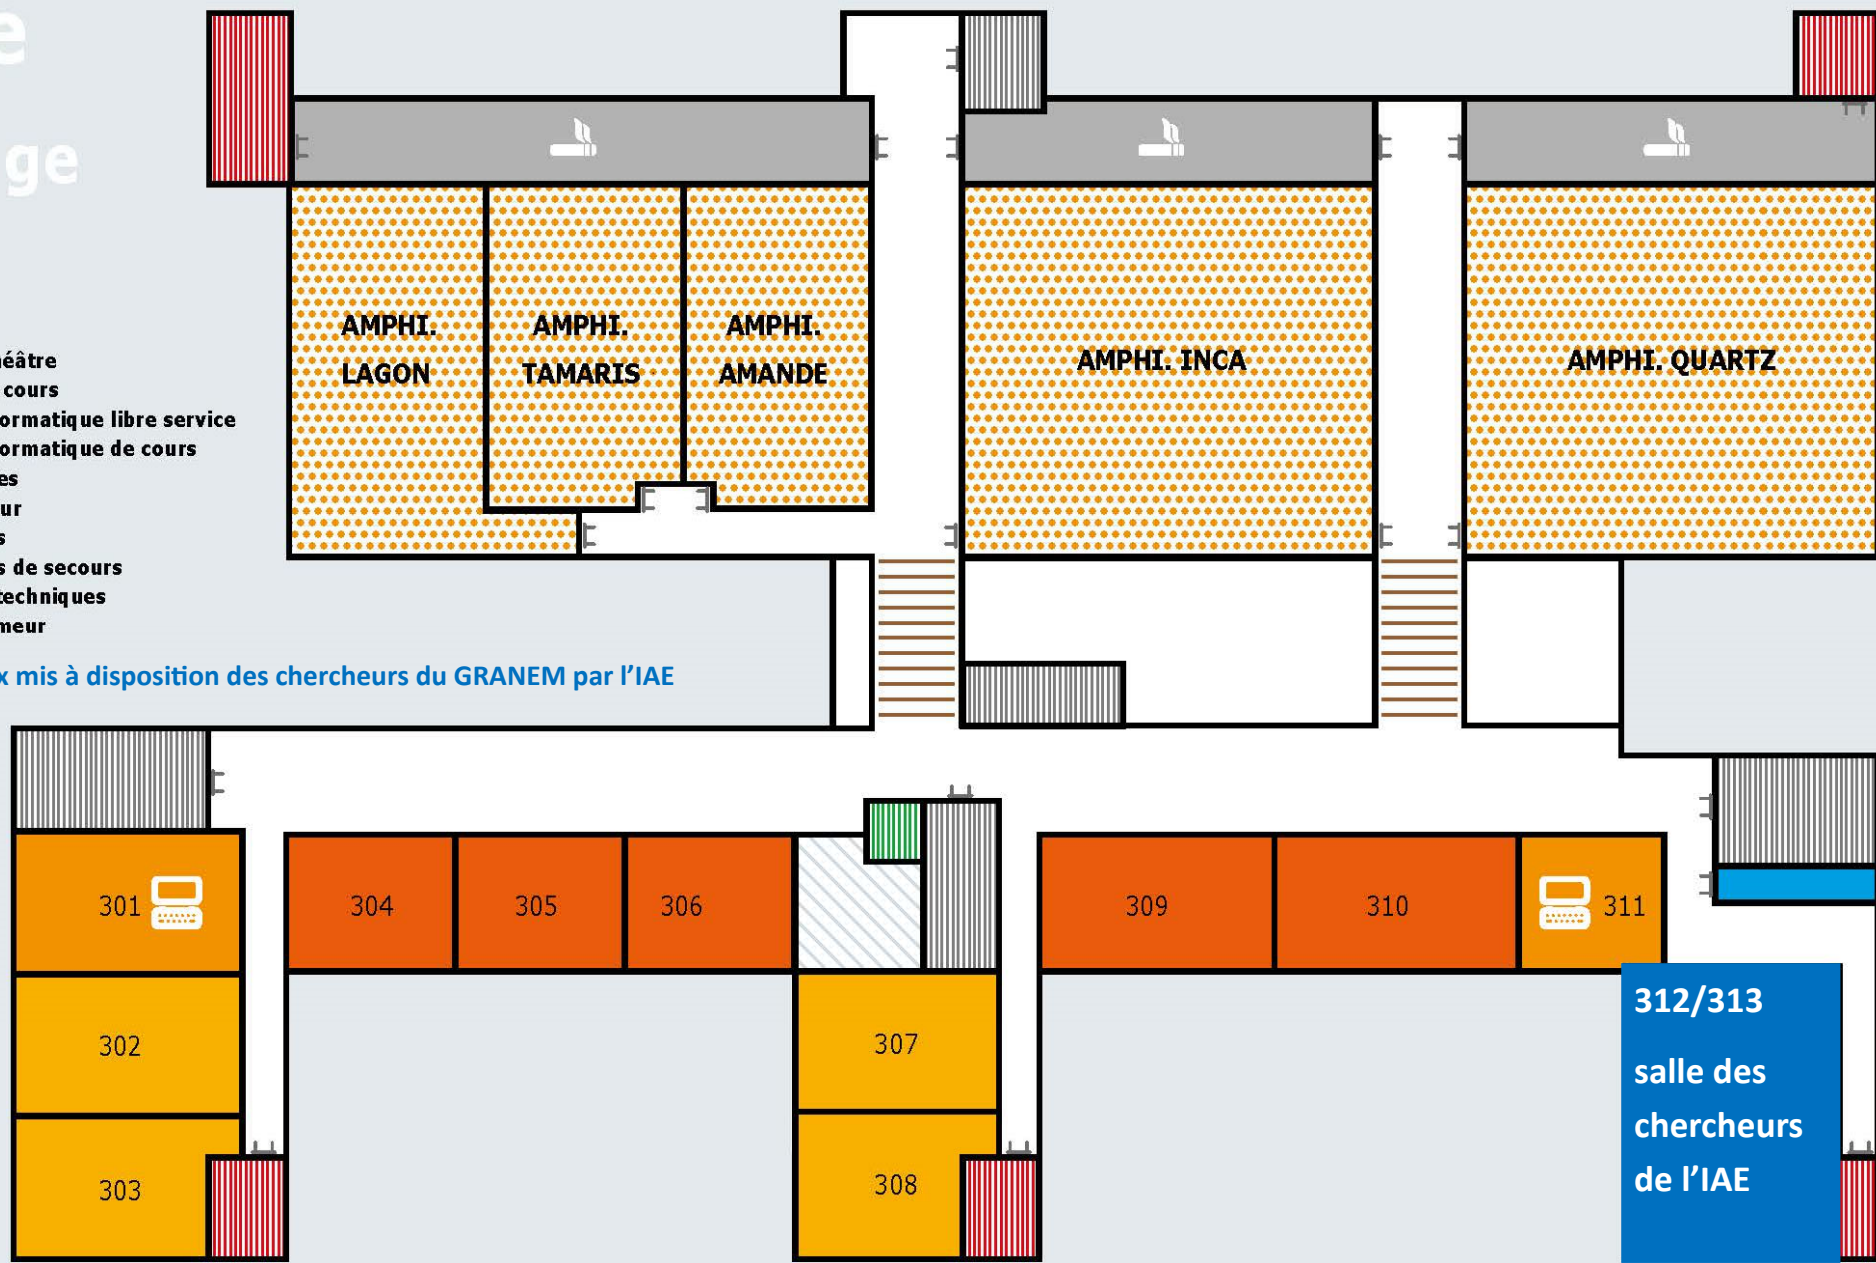 e
ge
AMPHI.
LAGON
AMPHI.
TAMARIS
AMPHI.
AMANDE
AMPHI. INCA
AMPHI. QUARTZ
éâtre
cours
ormatique libre service
ormatique de cours
es
ur
s
s de secours
techniques
meur
x mis à disposition des chercheurs du GRANEM par l’IAE
301
304
305
306
309
310
311
302
307
303
308
312/313
salle des
chercheurs
de l’IAE